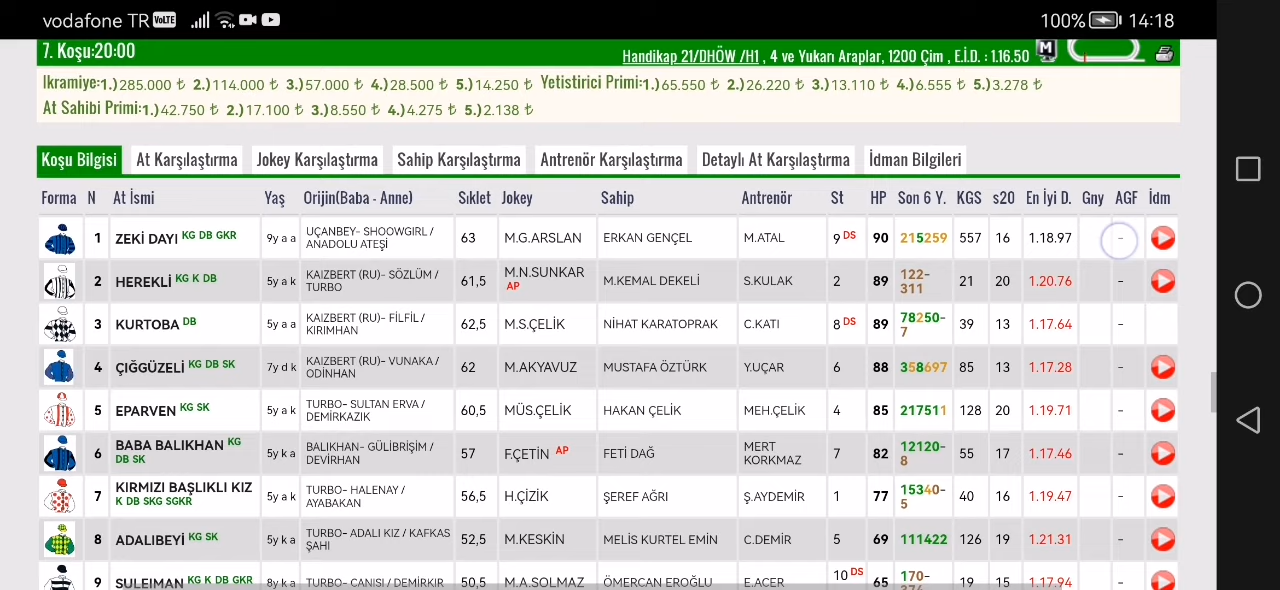 vodafone TR VoLTE 100% 14:18
7. Koşu:20:00
Handikap 21/DHÖW /H1 , 4 ve Yukarı Araplar, 1200 Çim , E.İ.D. : 1.16.50 M
Ikramiye:1.)285.000 ₺ 2.)114.000 ₺ 3.)57.000 ₺ 4.)28.500 ₺ 5.)14.250 ₺ Yetistirici Primi:1.)65.550 ₺ 2.)26.220 ₺ 3.)13.110 ₺ 4.)6.555 ₺ 5.)3.278 ₺
At Sahibi Primi:1.)42.750 ₺ 2.)17.100 ₺ 3.)8.550 ₺ 4.)4.275 ₺ 5.)2.138 ₺
Koşu Bilgisi At Karşılaştırma Jokey Karşılaştırma Sahip Karşılaştırma Antrenör Karşılaştırma Detaylı At Karşılaştırma İdman Bilgileri
Forma N At İsmi Yaş Orijin(Baba - Anne) Sıklet Jokey Sahip Antrenör St HP Son 6 Y. KGS s20 En İyi D. Gny AGF İdm
1 ZEKİ DAYI KG DB GKR 9y a a UÇANBEY- SHOOWGIRL / ANADOLU ATEŞİ 63 M.G.ARSLAN ERKAN GENÇEL M.ATAL 9 DS 90 215259 557 16 1.18.97 -
2 HEREKLİ KG K DB 5y a k KAIZBERT (RU)- SÖZLÜM / TURBO 61,5 M.N.SUNKAR AP M.KEMAL DEKELİ S.KULAK 2 89 122-311 21 20 1.20.76 -
3 KURTOBA DB 5y a a KAIZBERT (RU)- FİLFİL / KIRIMHAN 62,5 M.S.ÇELİK NİHAT KARATOPRAK C.KATI 8 DS 89 78250-7 39 13 1.17.64 -
4 ÇIĞGÜZELİ KG DB SK 7y d k KAIZBERT (RU)- VUNAKA / ODİNHAN 62 M.AKYAVUZ MUSTAFA ÖZTÜRK Y.UÇAR 6 88 358697 85 13 1.17.28 -
5 EPARVEN KG SK 5y a k TURBO- SULTAN ERVA / DEMİRKAZIK 60,5 MÜS.ÇELİK HAKAN ÇELİK MEH.ÇELİK 4 85 217511 128 20 1.19.71 -
6 BABA BALIKHAN KG DB SK 5y k a BALIKHAN- GÜLİBRİŞİM / DEVİRHAN 57 F.ÇETİN AP FETİ DAĞ MERT KORKMAZ 7 82 12120-8 55 17 1.17.46 -
7 KIRMIZI BAŞLIKLI KIZ K DB SKG SGKR 5y a k TURBO- HALENAY / AYABAKAN 56,5 H.ÇİZİK ŞEREF AĞRI Ş.AYDEMİR 1 77 15340-5 40 16 1.19.47 -
8 ADALIBEYİ KG SK 5y k a TURBO- ADALI KIZ / KAFKAS ŞAHI 52,5 M.KESKİN MELİS KURTEL EMİN C.DEMİR 5 69 111422 126 19 1.21.31 -
9 SULEIMAN KG K DB GKR 8y k a TURBO- CANISI / DEMİRKIR 50,5 M.A.SOLMAZ ÖMERCAN EROĞLU E.ACER 10 DS 65 170- 19 15 1.17.94 -